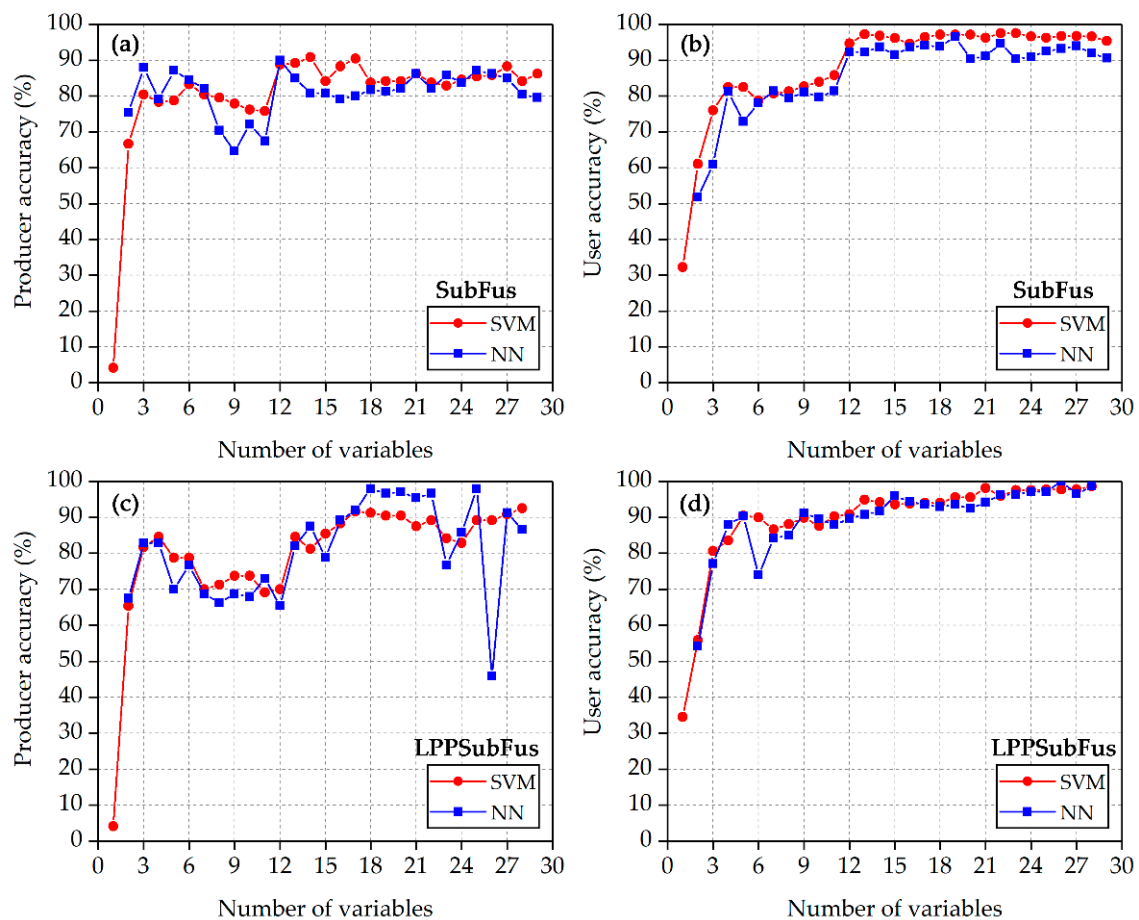 (a)
Producer accuracy (%)
100
90
80
70
60
50
40
30
20
10
0
SubFus
SVM
NN
0 3 6 9 12 15 18 21 24 27 30
Number of variables
(b)
User accuracy (%)
100
90
80
70
60
50
40
30
20
10
0
SubFus
SVM
NN
0 3 6 9 12 15 18 21 24 27 30
Number of variables
(c)
Producer accuracy (%)
100
90
80
70
60
50
40
30
20
10
0
LPPSubFus
SVM
NN
0 3 6 9 12 15 18 21 24 27 30
Number of variables
(d)
User accuracy (%)
100
90
80
70
60
50
40
30
20
10
0
LPPSubFus
SVM
NN
0 3 6 9 12 15 18 21 24 27 30
Number of variables